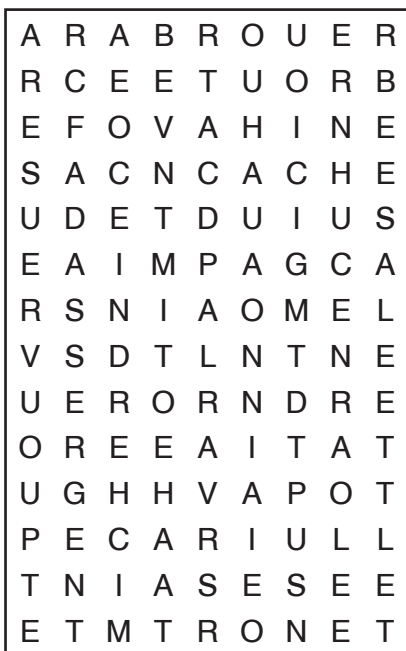 A R A B R O U E R
R C E E T U O R B
E F O V A H I N E
S A C N C A C H E
U D E T D U I U S
E A I M P A G C A
R S N I A O M E L
V S D T L N T N E
U E R O R N D R E
O R E E A I T A T
U G H H V A P O T
P E C A R I U L L
T N I A S E S E E
E T M T R O N E T